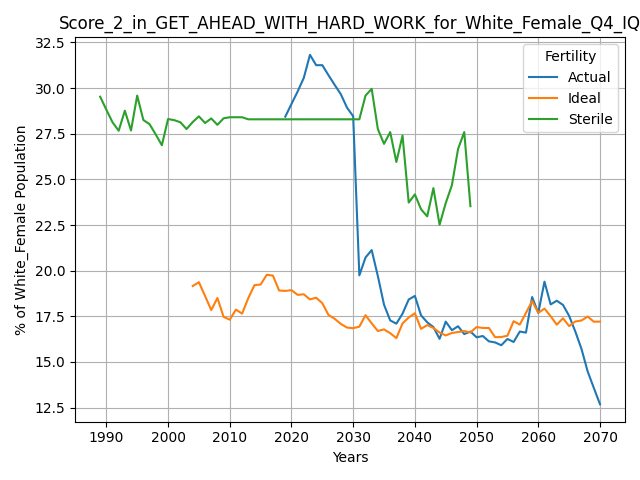 Score_2_in_GET_AHEAD_WITH_HARD_WORK_for_White_Female_Q4_IQ
Fertility
Actual
Ideal
Sterile
% of White_Female Population
32.5
30.0
27.5
25.0
22.5
20.0
17.5
15.0
12.5
1990 2000 2010 2020 2030 2040 2050 2060 2070
Years